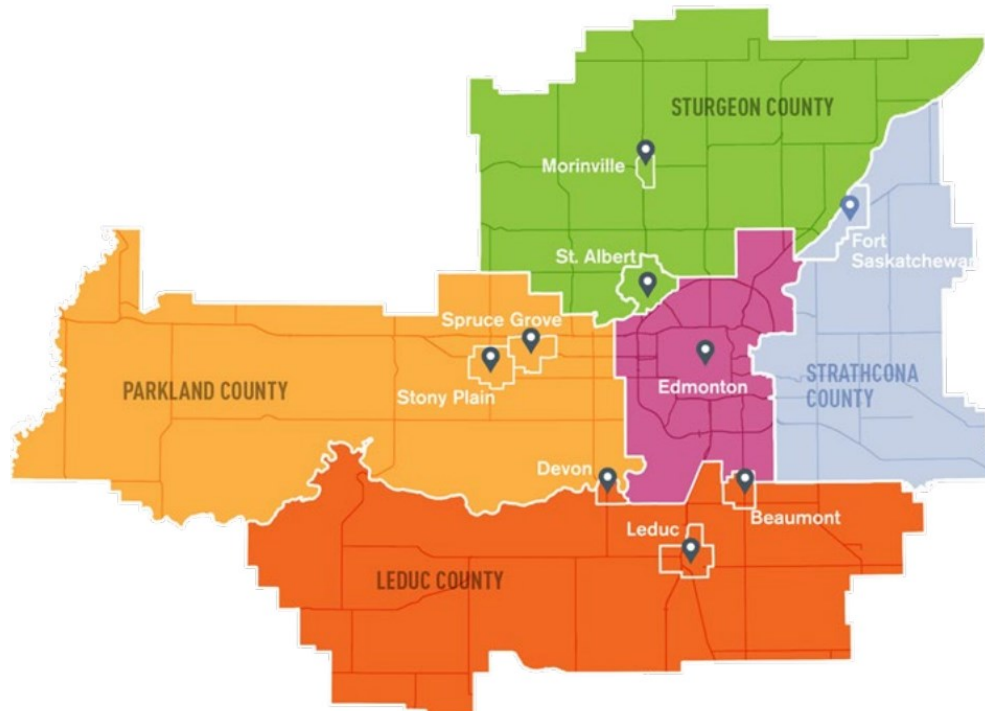 STURGEON COUNTY
Morinville
Fort
Saskatchewan
St. Albert
Spruce Grove
Stony Plain
PARKLAND COUNTY
Edmonton
STRATHCONA
COUNTY
Devon
Beaumont
Leduc
LEDUC COUNTY